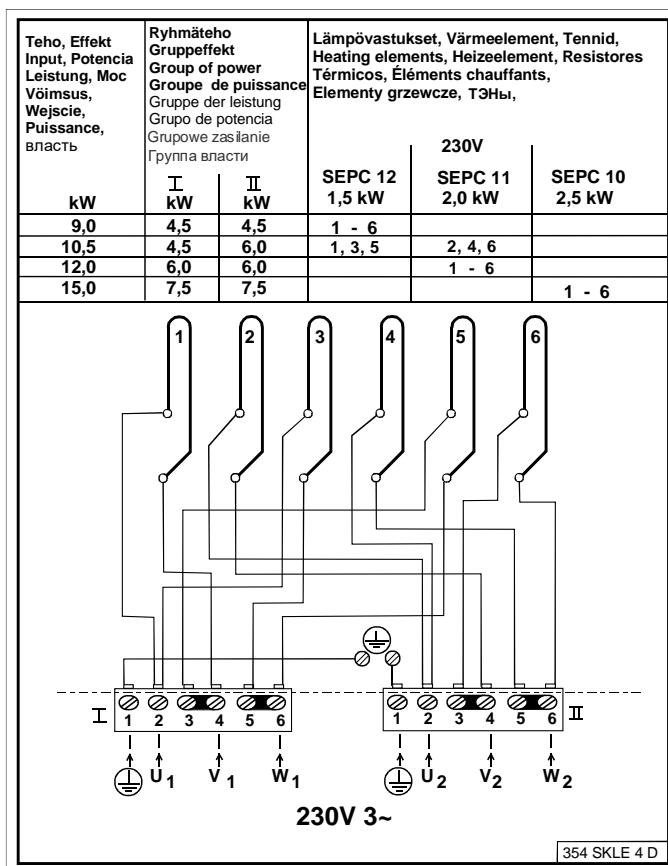 Teho, Effekt
Input, Potencia
Leistung, Moc
Vöimsus,
Wejscie,
Puissance,
власть
kW
Ryhmäteho
Gruppeffekt
Group of power
Groupe de puissance
Gruppe der leistung
Grupo de potencia
Grupowe zasilanie
Группа власти
I II
kW kW
Lämpövastukset, Värmeelement, Tennid,
Heating elements, Heizeelement, Resistores
Térmicos, Éléments chauffants,
Elementy grzewcze, ТЭНы,
230V
SEPC 12 SEPC 11 SEPC 10
1,5 kW 2,0 kW 2,5 kW
9,0 4,5 4,5 1 - 6
10,5 4,5 6,0 1, 3, 5 2, 4, 6
12,0 6,0 6,0 1 - 6
15,0 7,5 7,5 1 - 6
1 2 3 4 5 6
I 1 2 3 4 5 6 1 2 3 4 5 6 II
U1 V1 W1 U2 V2 W2
230V 3~
354 SKLE 4 D